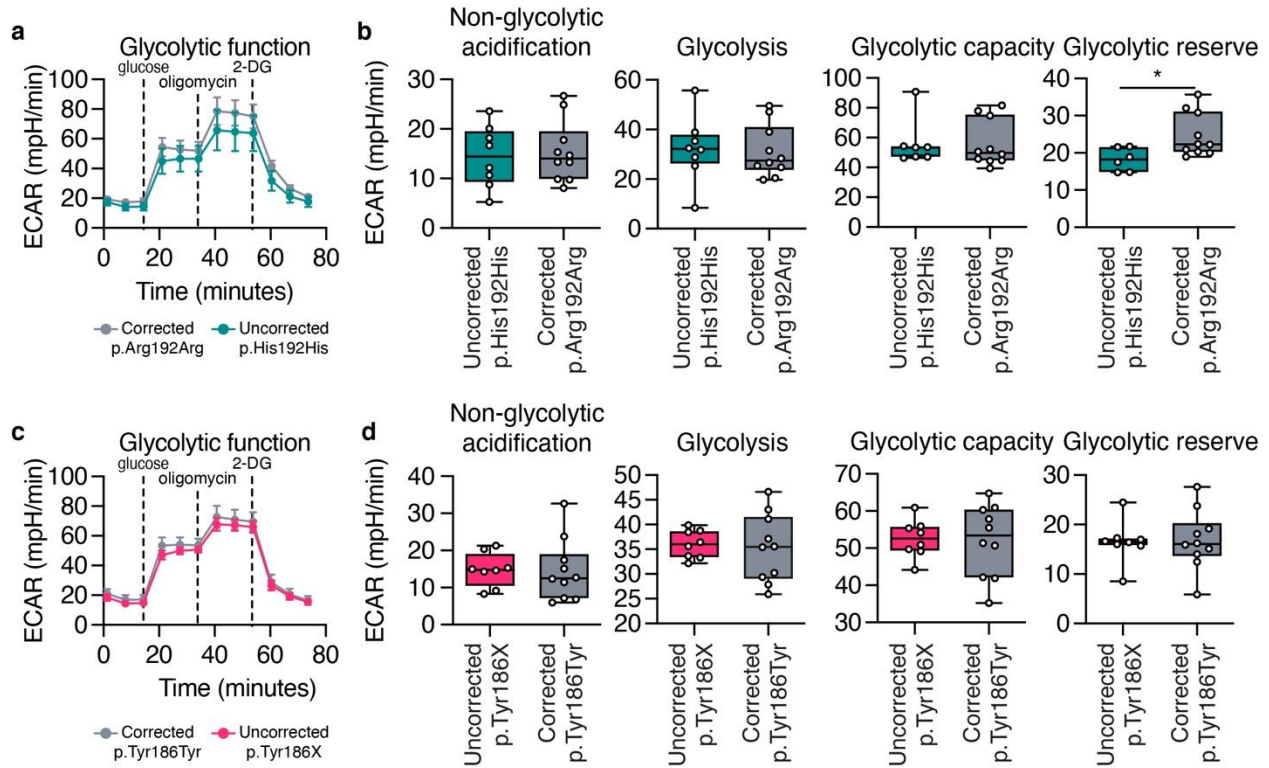 a
Glycolytic function
glucose
oligomycin
2-DG
100
80
60
40
20
0
ECAR (mpH/min)
0 20 40 60 80
Time (minutes)
Corrected
p.Arg192Arg
Uncorrected
p.His192His
b
Non-glycolytic
acidification
ECAR (mpH/min)
30
20
10
0
Uncorrected
p.His192His
Corrected
p.Arg192Arg
Glycolysis
60
40
20
0
Uncorrected
p.His192His
Corrected
p.Arg192Arg
Glycolytic capacity
100
80
60
40
20
0
Uncorrected
p.His192His
Corrected
p.Arg192Arg
Glycolytic reserve
*
40
30
20
10
0
Uncorrected
p.His192His
Corrected
p.Arg192Arg
c
Glycolytic function
glucose
oligomycin
2-DG
100
80
60
40
20
0
ECAR (mpH/min)
0 20 40 60 80
Time (minutes)
Corrected
p.Tyr186Tyr
Uncorrected
p.Tyr186X
d
Non-glycolytic
acidification
ECAR (mpH/min)
40
30
20
10
0
Uncorrected
p.Tyr186X
Corrected
p.Tyr186Tyr
Glycolysis
50
45
40
35
30
25
20
Uncorrected
p.Tyr186X
Corrected
p.Tyr186Tyr
Glycolytic capacity
70
60
50
40
30
Uncorrected
p.Tyr186X
Corrected
p.Tyr186Tyr
Glycolytic reserve
30
20
10
0
Uncorrected
p.Tyr186X
Corrected
p.Tyr186Tyr